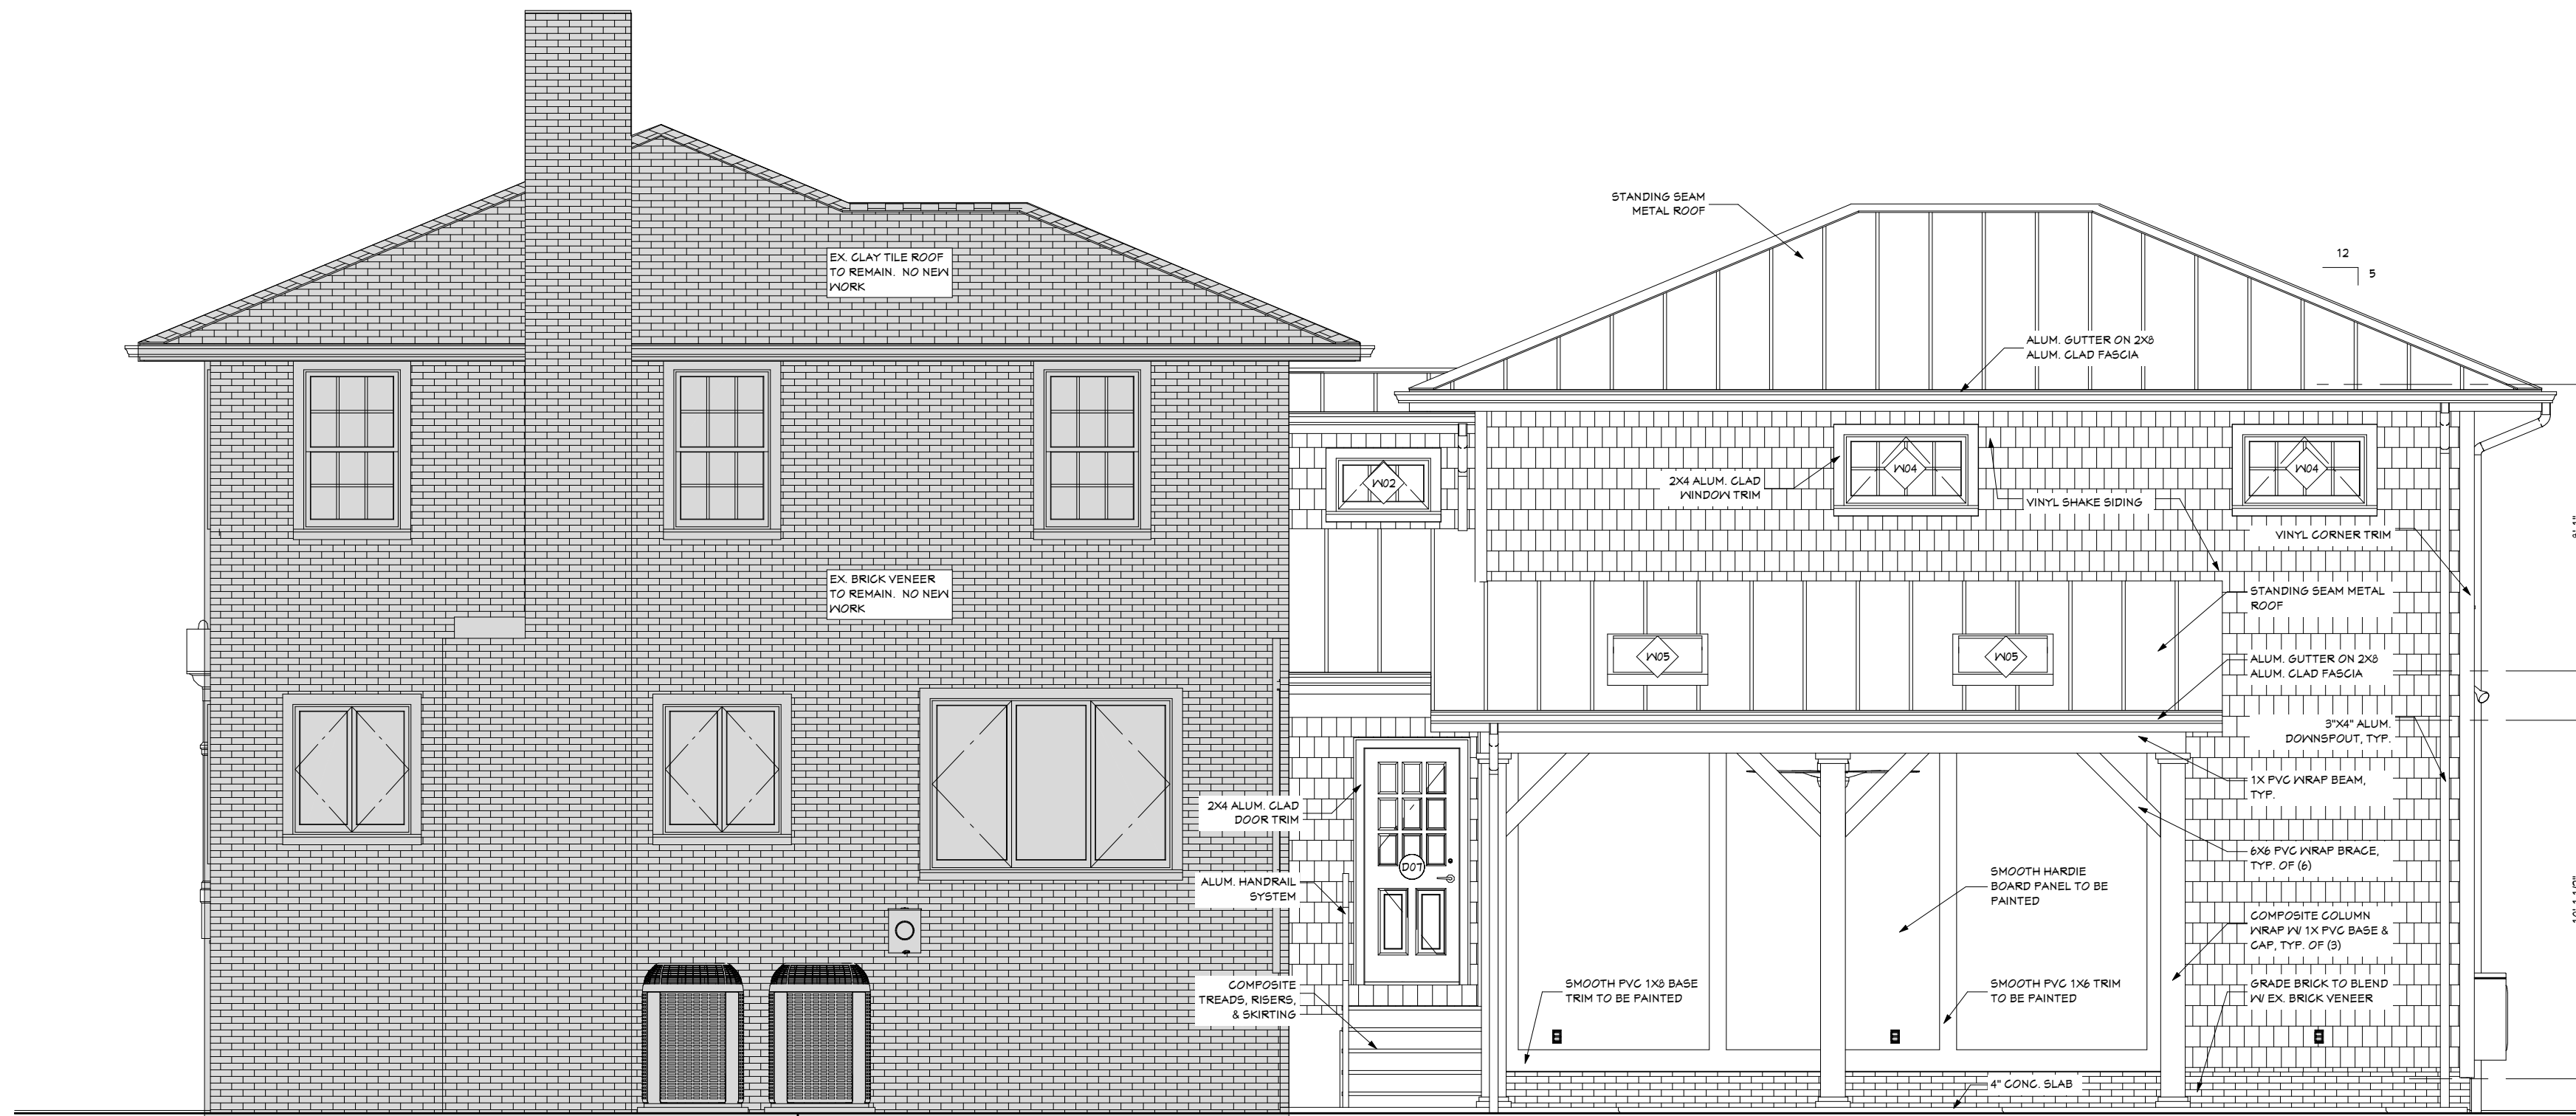 STANDING SEAM
METAL ROOF
12
5
EX. CLAY TILE ROOF
TO REMAIN. NO NEW
WORK
ALUM. GUTTER ON 2X8
ALUM. CLAD FASCIA
2X4 ALUM. CLAD
WINDOW TRIM
W02
W04
W04
VINYL SHAKE SIDING
VINYL CORNER TRIM
EX. BRICK VENEER
TO REMAIN. NO NEW
WORK
STANDING SEAM METAL
ROOF
W05
W05
ALUM. GUTTER ON 2X8
ALUM. CLAD FASCIA
3"X4" ALUM.
DOWNSPOUT, TYP.
1X PVC WRAP BEAM,
TYP.
2X4 ALUM. CLAD
DOOR TRIM
D07
6X6 PVC WRAP BRACE,
TYP. OF (6)
ALUM. HANDRAIL
SYSTEM
SMOOTH HARDIE
BOARD PANEL TO BE
PAINTED
COMPOSITE COLUMN
WRAP W/ 1X PVC BASE &
CAP, TYP. OF (3)
COMPOSITE
TREADS, RISERS,
& SKIRTING
SMOOTH PVC 1X8 BASE
TRIM TO BE PAINTED
SMOOTH PVC 1X6 TRIM
TO BE PAINTED
GRADE BRICK TO BLEND
W/ EX. BRICK VENEER
4" CONC. SLAB